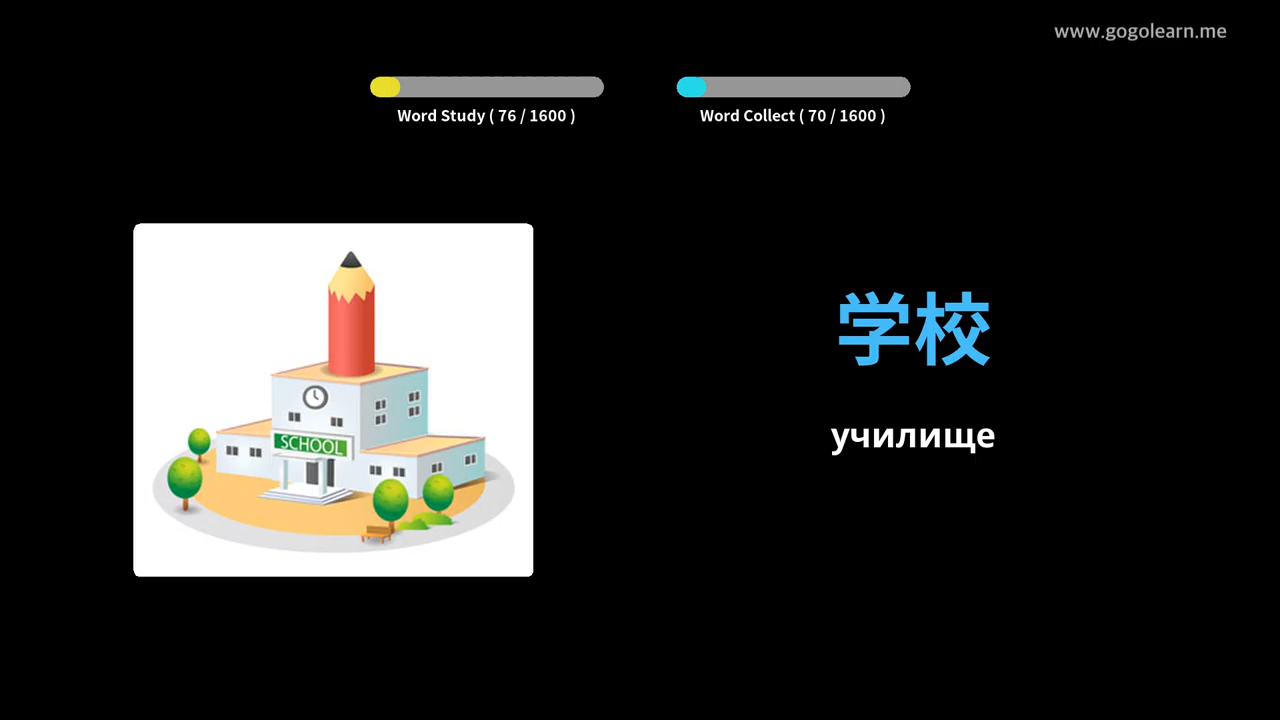 www.gogolearn.me
Word Study ( 76 / 1600 )
Word Collect ( 70 / 1600 )
SCHOOL
学校
училище